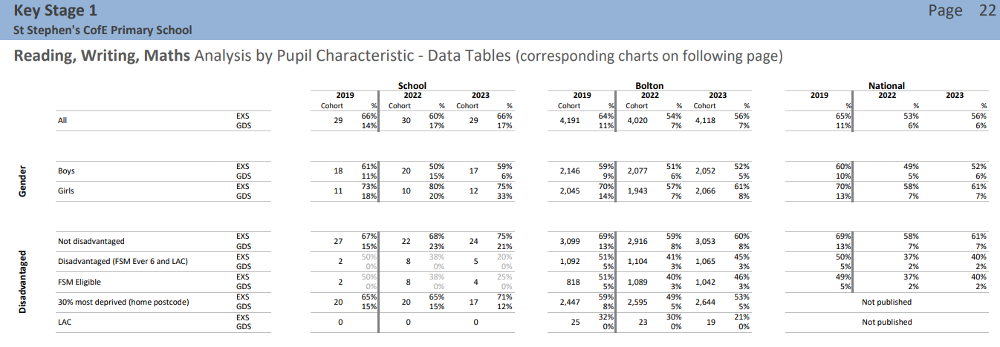 Key Stage 1 Page 22
St Stephen's CofE Primary School
Reading, Writing, Maths Analysis by Pupil Characteristic - Data Tables (corresponding charts on following page)
School Bolton National
2019 2022 2023 2019 2022 2023 2019 2022 2023
Cohort % Cohort % Cohort % Cohort % Cohort % Cohort % % % %
All EXS 29 66% 30 60% 29 66% 4,191 64% 4,020 54% 4,118 56% 65% 53% 56%
GDS 14% 17% 17% 11% 7% 7% 11% 6% 6%
Gender
Boys EXS 18 61% 20 50% 17 59% 2,146 59% 2,077 51% 2,052 52% 60% 49% 52%
GDS 11% 15% 6% 9% 6% 5% 10% 5% 6%
Girls EXS 11 73% 10 80% 12 75% 2,045 70% 1,943 57% 2,066 61% 70% 58% 61%
GDS 18% 20% 33% 14% 7% 8% 13% 7% 7%
Disadvantaged
Not disadvantaged EXS 27 67% 22 68% 24 75% 3,099 69% 2,916 59% 3,053 60% 69% 58% 61%
GDS 15% 23% 21% 13% 8% 8% 13% 7% 7%
Disadvantaged (FSM Ever 6 and LAC) EXS 2 50% 8 38% 5 20% 1,092 51% 1,104 41% 1,065 45% 50% 37% 40%
GDS 0% 0% 0% 5% 3% 3% 5% 2% 2%
FSM Eligible EXS 2 50% 8 38% 4 25% 818 51% 1,089 40% 1,042 46% 49% 37% 40%
GDS 0% 0% 0% 5% 3% 3% 5% 2% 2%
30% most deprived (home postcode) EXS 20 65% 20 65% 17 71% 2,447 59% 2,595 49% 2,644 53% Not published
GDS 15% 15% 12% 8% 5% 5%
LAC EXS 0 0 0 25 32% 23 30% 19 21% Not published
GDS 0% 0% 0%